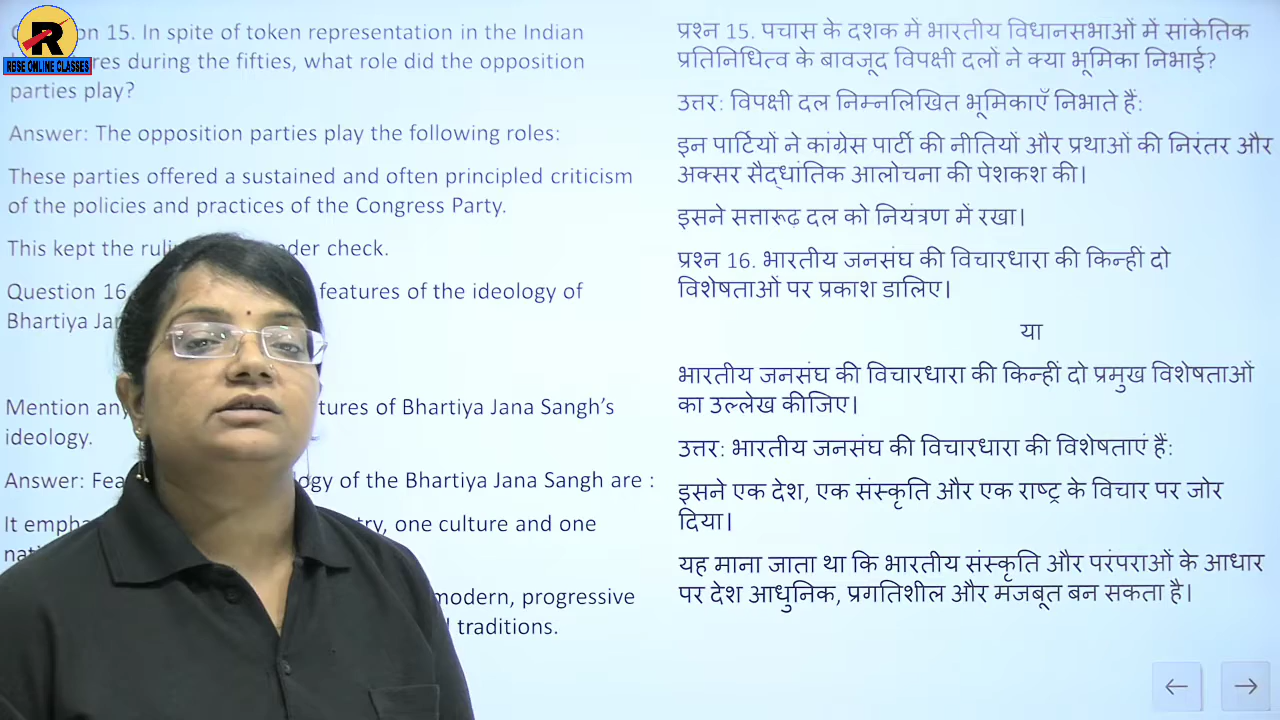 R
RBSE ONLINE CLASSES
on 15. In spite of token representation in the Indian
res during the fifties, what role did the opposition
parties play?
Answer: The opposition parties play the following roles:
These parties offered a sustained and often principled criticism
of the policies and practices of the Congress Party.
This kept the ruli nder check.
Question 16 features of the ideology of
Bhartiya Jan
Mention any tures of Bhartiya Jana Sangh's
ideology.
Answer: Fea logy of the Bhartiya Jana Sangh are :
It empha try, one culture and one
nati
modern, progressive
traditions.
प्रश्न 15. पचास के दशक में भारतीय विधानसभाओं में सांकेतिक
प्रतिनिधित्व के बावजूद विपक्षी दलों ने क्या भूमिका निभाई?
उत्तर: विपक्षी दल निम्नलिखित भूमिकाएँ निभाते हैं:
इन पार्टियों ने कांग्रेस पार्टी की नीतियों और प्रथाओं की निरंतर और
अक्सर सैद्धांतिक आलोचना की पेशकश की।
इसने सत्तारूढ़ दल को नियंत्रण में रखा।
प्रश्न 16. भारतीय जनसंघ की विचारधारा की किन्हीं दो
विशेषताओं पर प्रकाश डालिए।
या
भारतीय जनसंघ की विचारधारा की किन्हीं दो प्रमुख विशेषताओं
का उल्लेख कीजिए।
उत्तर: भारतीय जनसंघ की विचारधारा की विशेषताएं हैं:
इसने एक देश, एक संस्कृति और एक राष्ट्र के विचार पर जोर
दिया।
यह माना जाता था कि भारतीय संस्कृति और परंपराओं के आधार
पर देश आधुनिक, प्रगतिशील और मजबूत बन सकता है।